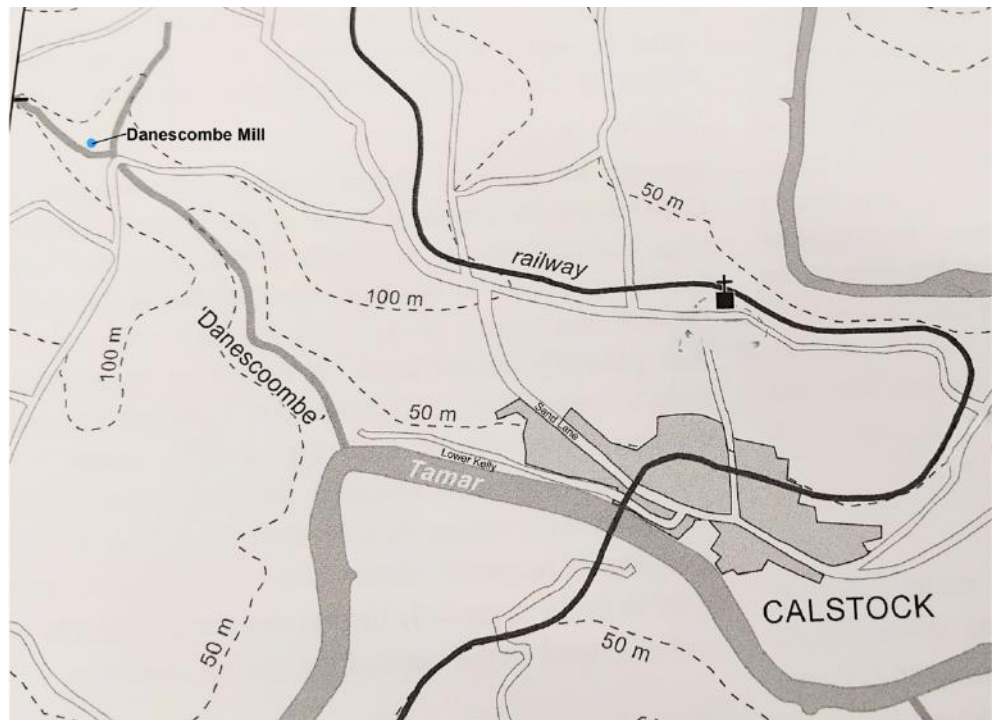 Danescombe Mill
50 m
railway
100 m
100 m
'Danescoombe'
50 m
Sand Lane
Lower Kelly
Tamar
CALSTOCK
50 m
50 m